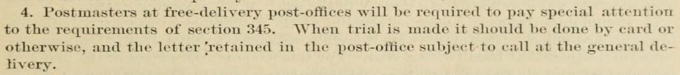 4. Postmasters at free-delivery post-offices will be required to pay special attention
to the requirements of section 345. When trial is made it should be done by card or
otherwise, and the letter retained in the post-office subject to call at the general de-
livery.